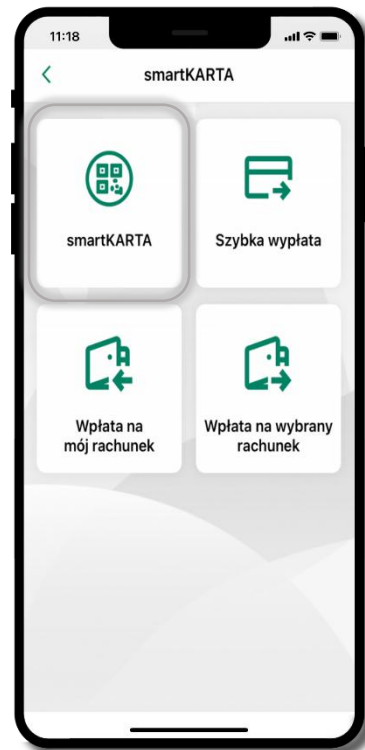 11:18
smartKARTA
smartKARTA
Szybka wypłata
Wpłata na
mój rachunek
Wpłata na wybrany
rachunek